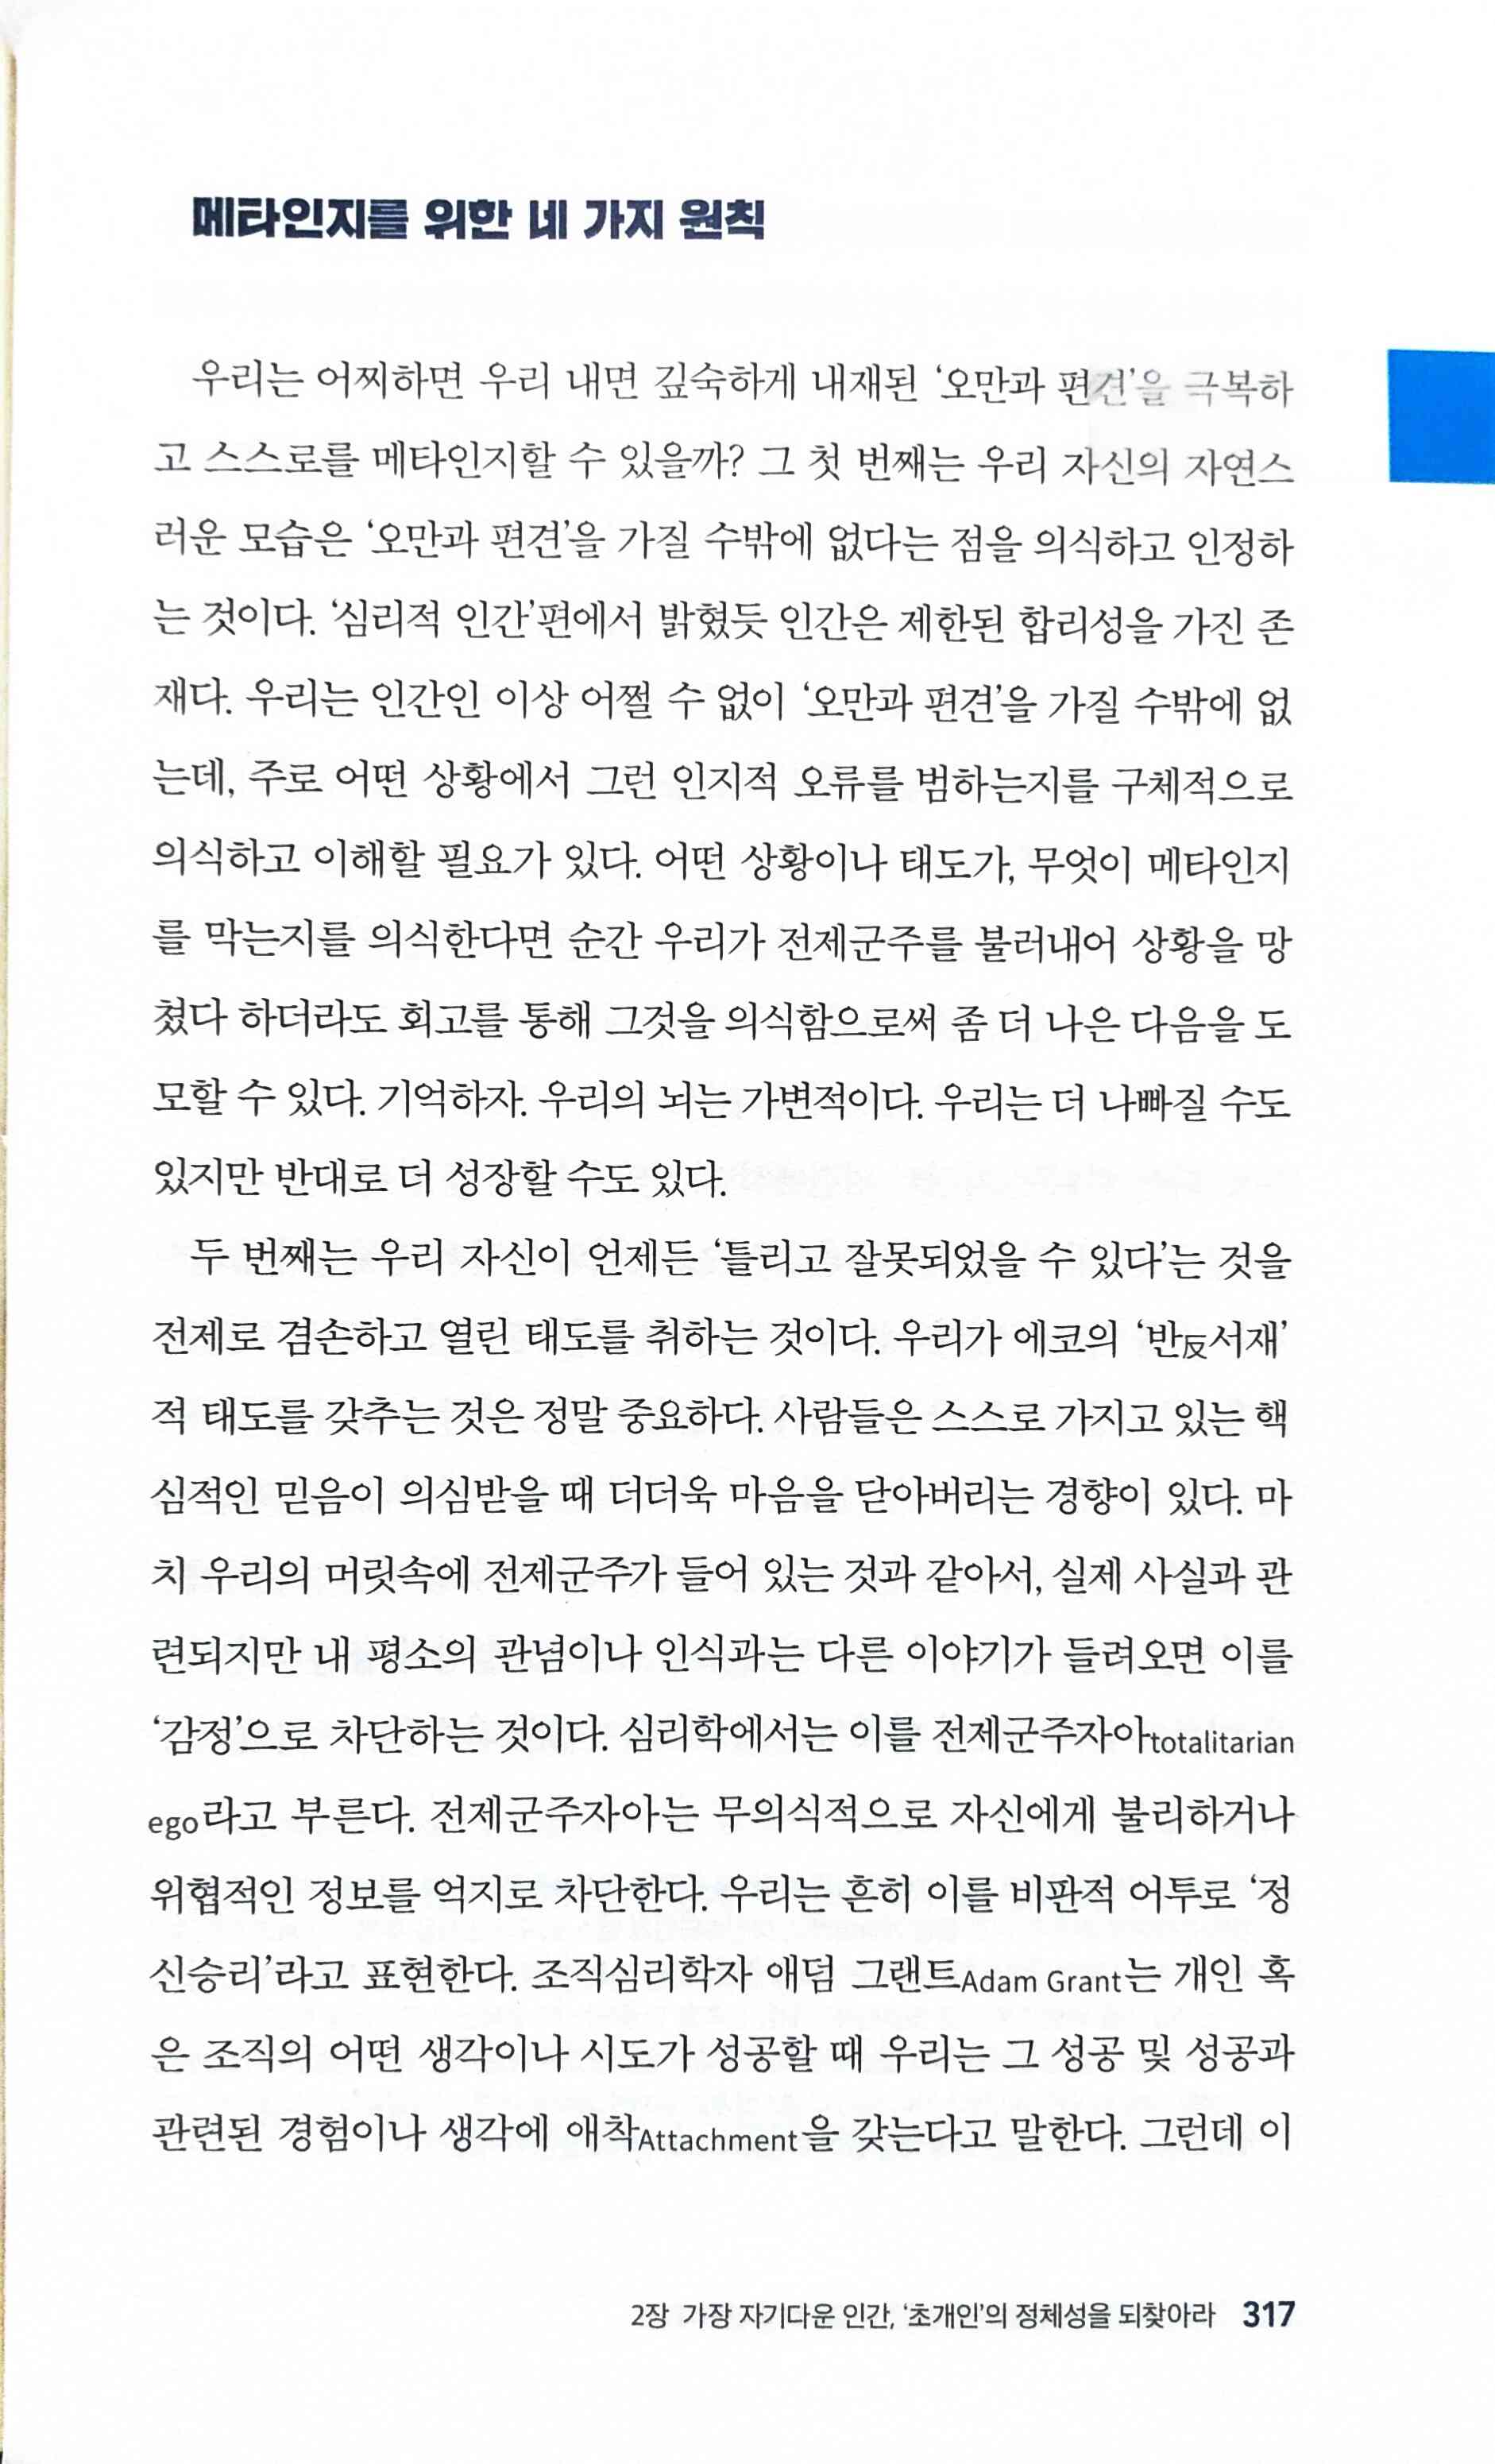 메타인지를 위한 네 가지 원칙
우리는 어찌하면 우리 내면 깊숙하게 내재된 ‘오만과 편견’을 극복하
고 스스로를 메타인지할 수 있을까? 그 첫 번째는 우리 자신의 자연스
러운 모습은 ‘오만과 편견’을 가질 수밖에 없다는 점을 의식하고 인정하
는 것이다. ‘심리적 인간’편에서 밝혔듯 인간은 제한된 합리성을 가진 존
재다. 우리는 인간인 이상 어쩔 수 없이 ‘오만과 편견’을 가질 수밖에 없
는데, 주로 어떤 상황에서 그런 인지적 오류를 범하는지를 구체적으로
의식하고 이해할 필요가 있다. 어떤 상황이나 태도가, 무엇이 메타인지
를 막는지를 의식한다면 순간 우리가 전제군주를 불러내어 상황을 망
쳤다 하더라도 회고를 통해 그것을 의식함으로써 좀 더 나은 다음을 도
모할 수 있다. 기억하자. 우리의 뇌는 가변적이다. 우리는 더 나빠질 수도
있지만 반대로 더 성장할 수도 있다.
두 번째는 우리 자신이 언제든 ‘틀리고 잘못되었을 수 있다’는 것을
전제로 겸손하고 열린 태도를 취하는 것이다. 우리가 에코의 ‘반反서재’
적 태도를 갖추는 것은 정말 중요하다. 사람들은 스스로 가지고 있는 핵
심적인 믿음이 의심받을 때 더더욱 마음을 닫아버리는 경향이 있다. 마
치 우리의 머릿속에 전제군주가 들어 있는 것과 같아서, 실제 사실과 관
련되지만 내 평소의 관념이나 인식과는 다른 이야기가 들려오면 이를
‘감정’으로 차단하는 것이다. 심리학에서는 이를 전제군주자아totalitarian
ego라고 부른다. 전제군주자아는 무의식적으로 자신에게 불리하거나
위협적인 정보를 억지로 차단한다. 우리는 흔히 이를 비판적 어투로 ‘정
신승리’라고 표현한다. 조직심리학자 애덤 그랜트Adam Grant는 개인 혹
은 조직의 어떤 생각이나 시도가 성공할 때 우리는 그 성공 및 성공과
관련된 경험이나 생각에 애착Attachment을 갖는다고 말한다. 그런데 이
2장 가장 자기다운 인간, ‘초개인’의 정체성을 되찾아라 317